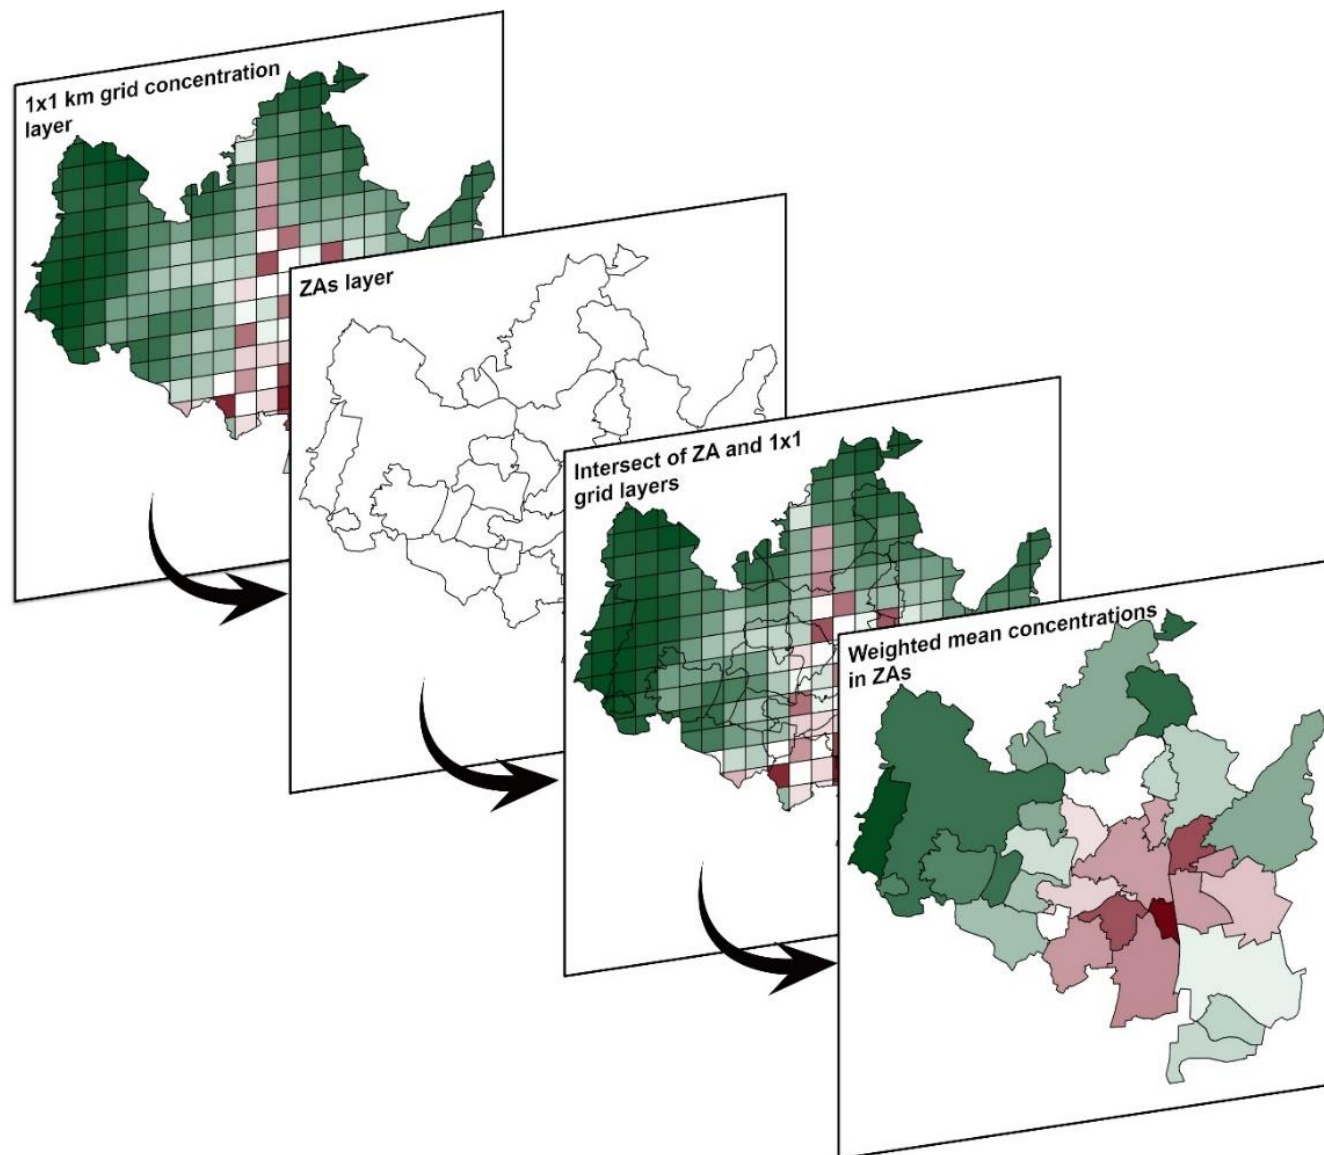 1x1 km grid concentration
layer
ZAs layer
Intersect of ZA and 1x1
grid layers
Weighted mean concentrations
in ZAs